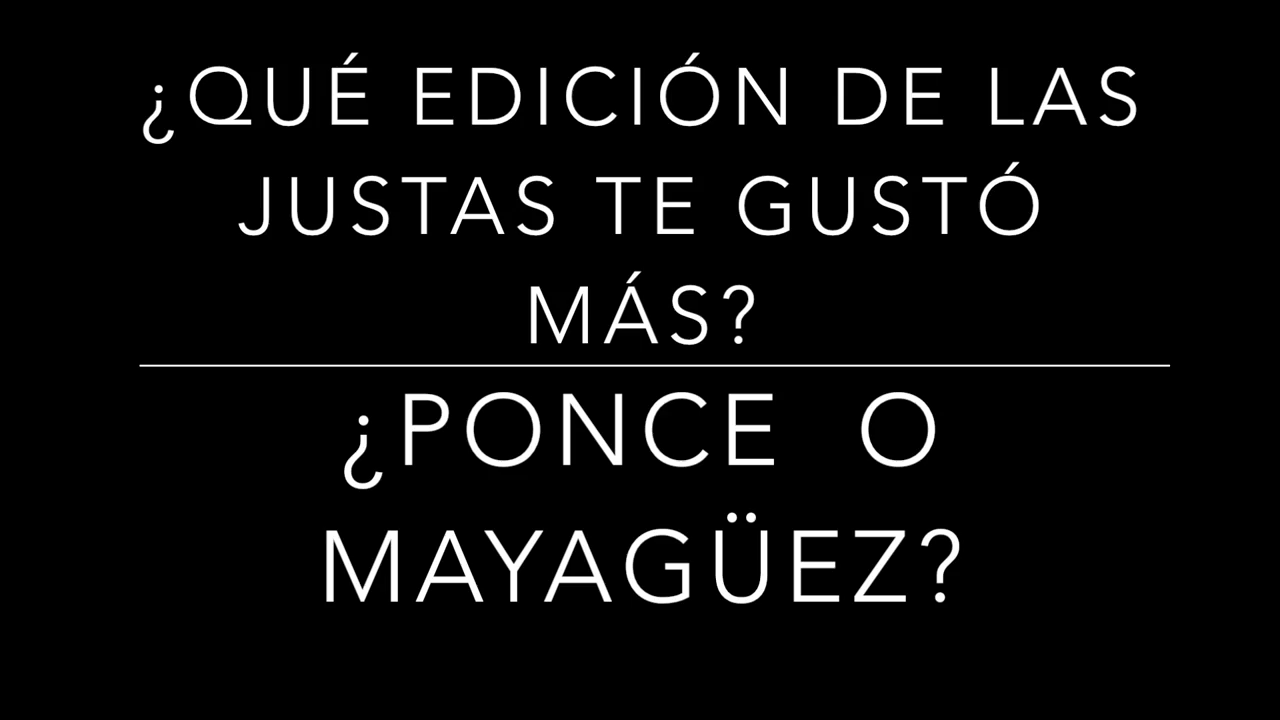 ¿QUÉ EDICIÓN DE LAS
JUSTAS TE GUSTÓ
MÁS?
¿PONCE O
MAYAGÜEZ?